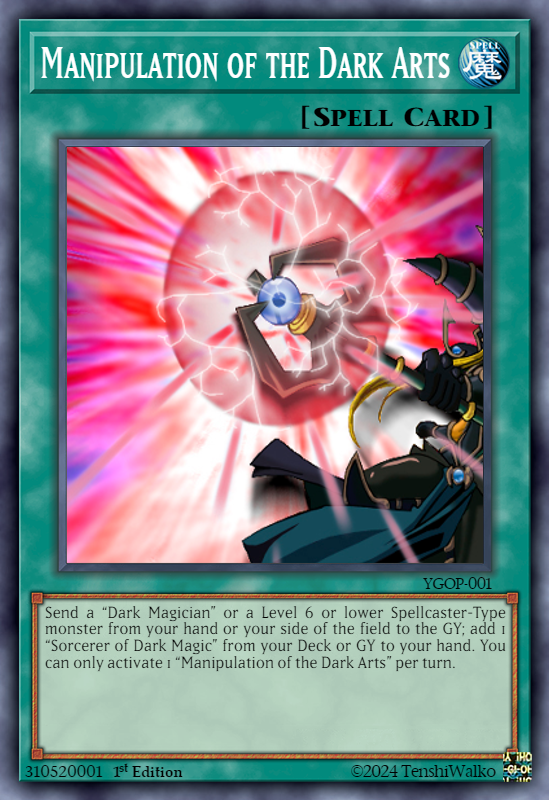 MANIPULATION OF THE DARK ARTS
SPELL
魔
[SPELL CARD]
YGOP-001
Send a “Dark Magician” or a Level 6 or lower Spellcaster-Type
monster from your hand or your side of the field to the GY; add 1
“Sorcerer of Dark Magic” from your Deck or GY to your hand. You
can only activate 1 “Manipulation of the Dark Arts” per turn.
310520001 1st Edition ©2024 TenshiWalko